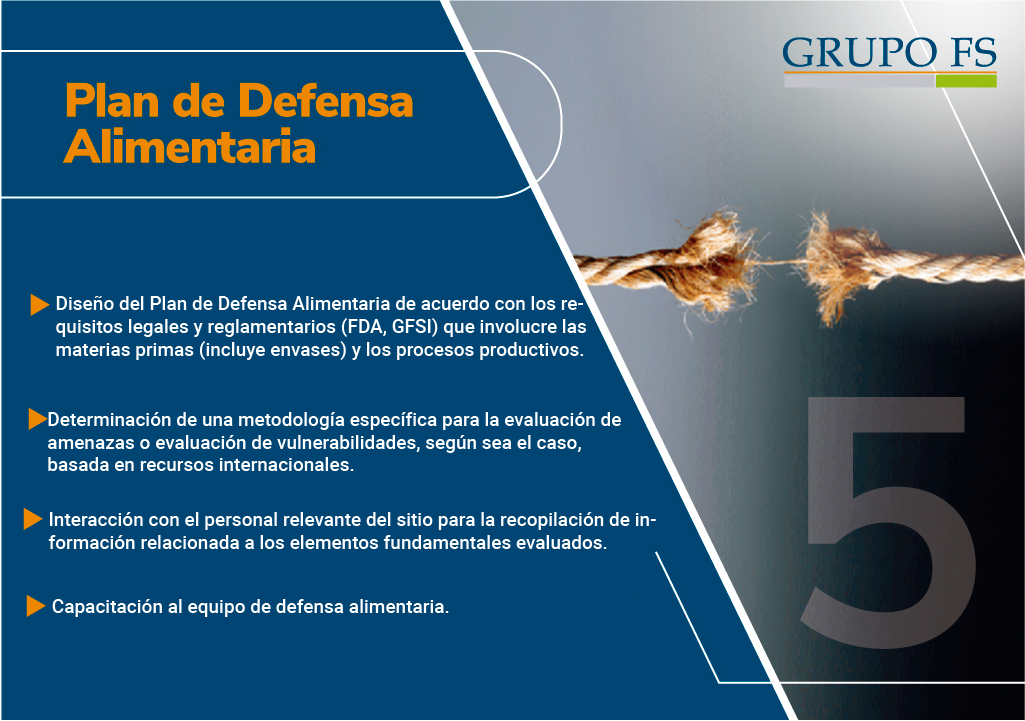 GRUPO FS
Plan de Defensa
Alimentaria
Diseño del Plan de Defensa Alimentaria de acuerdo con los re-
quisitos legales y reglamentarios (FDA, GFSI) que involucre las
materias primas (incluye envases) y los procesos productivos.
Determinación de una metodología específica para la evaluación de
amenazas o evaluación de vulnerabilidades, según sea el caso,
basada en recursos internacionales.
Interacción con el personal relevante del sitio para la recopilación de in-
formación relacionada a los elementos fundamentales evaluados.
Capacitación al equipo de defensa alimentaria.
5